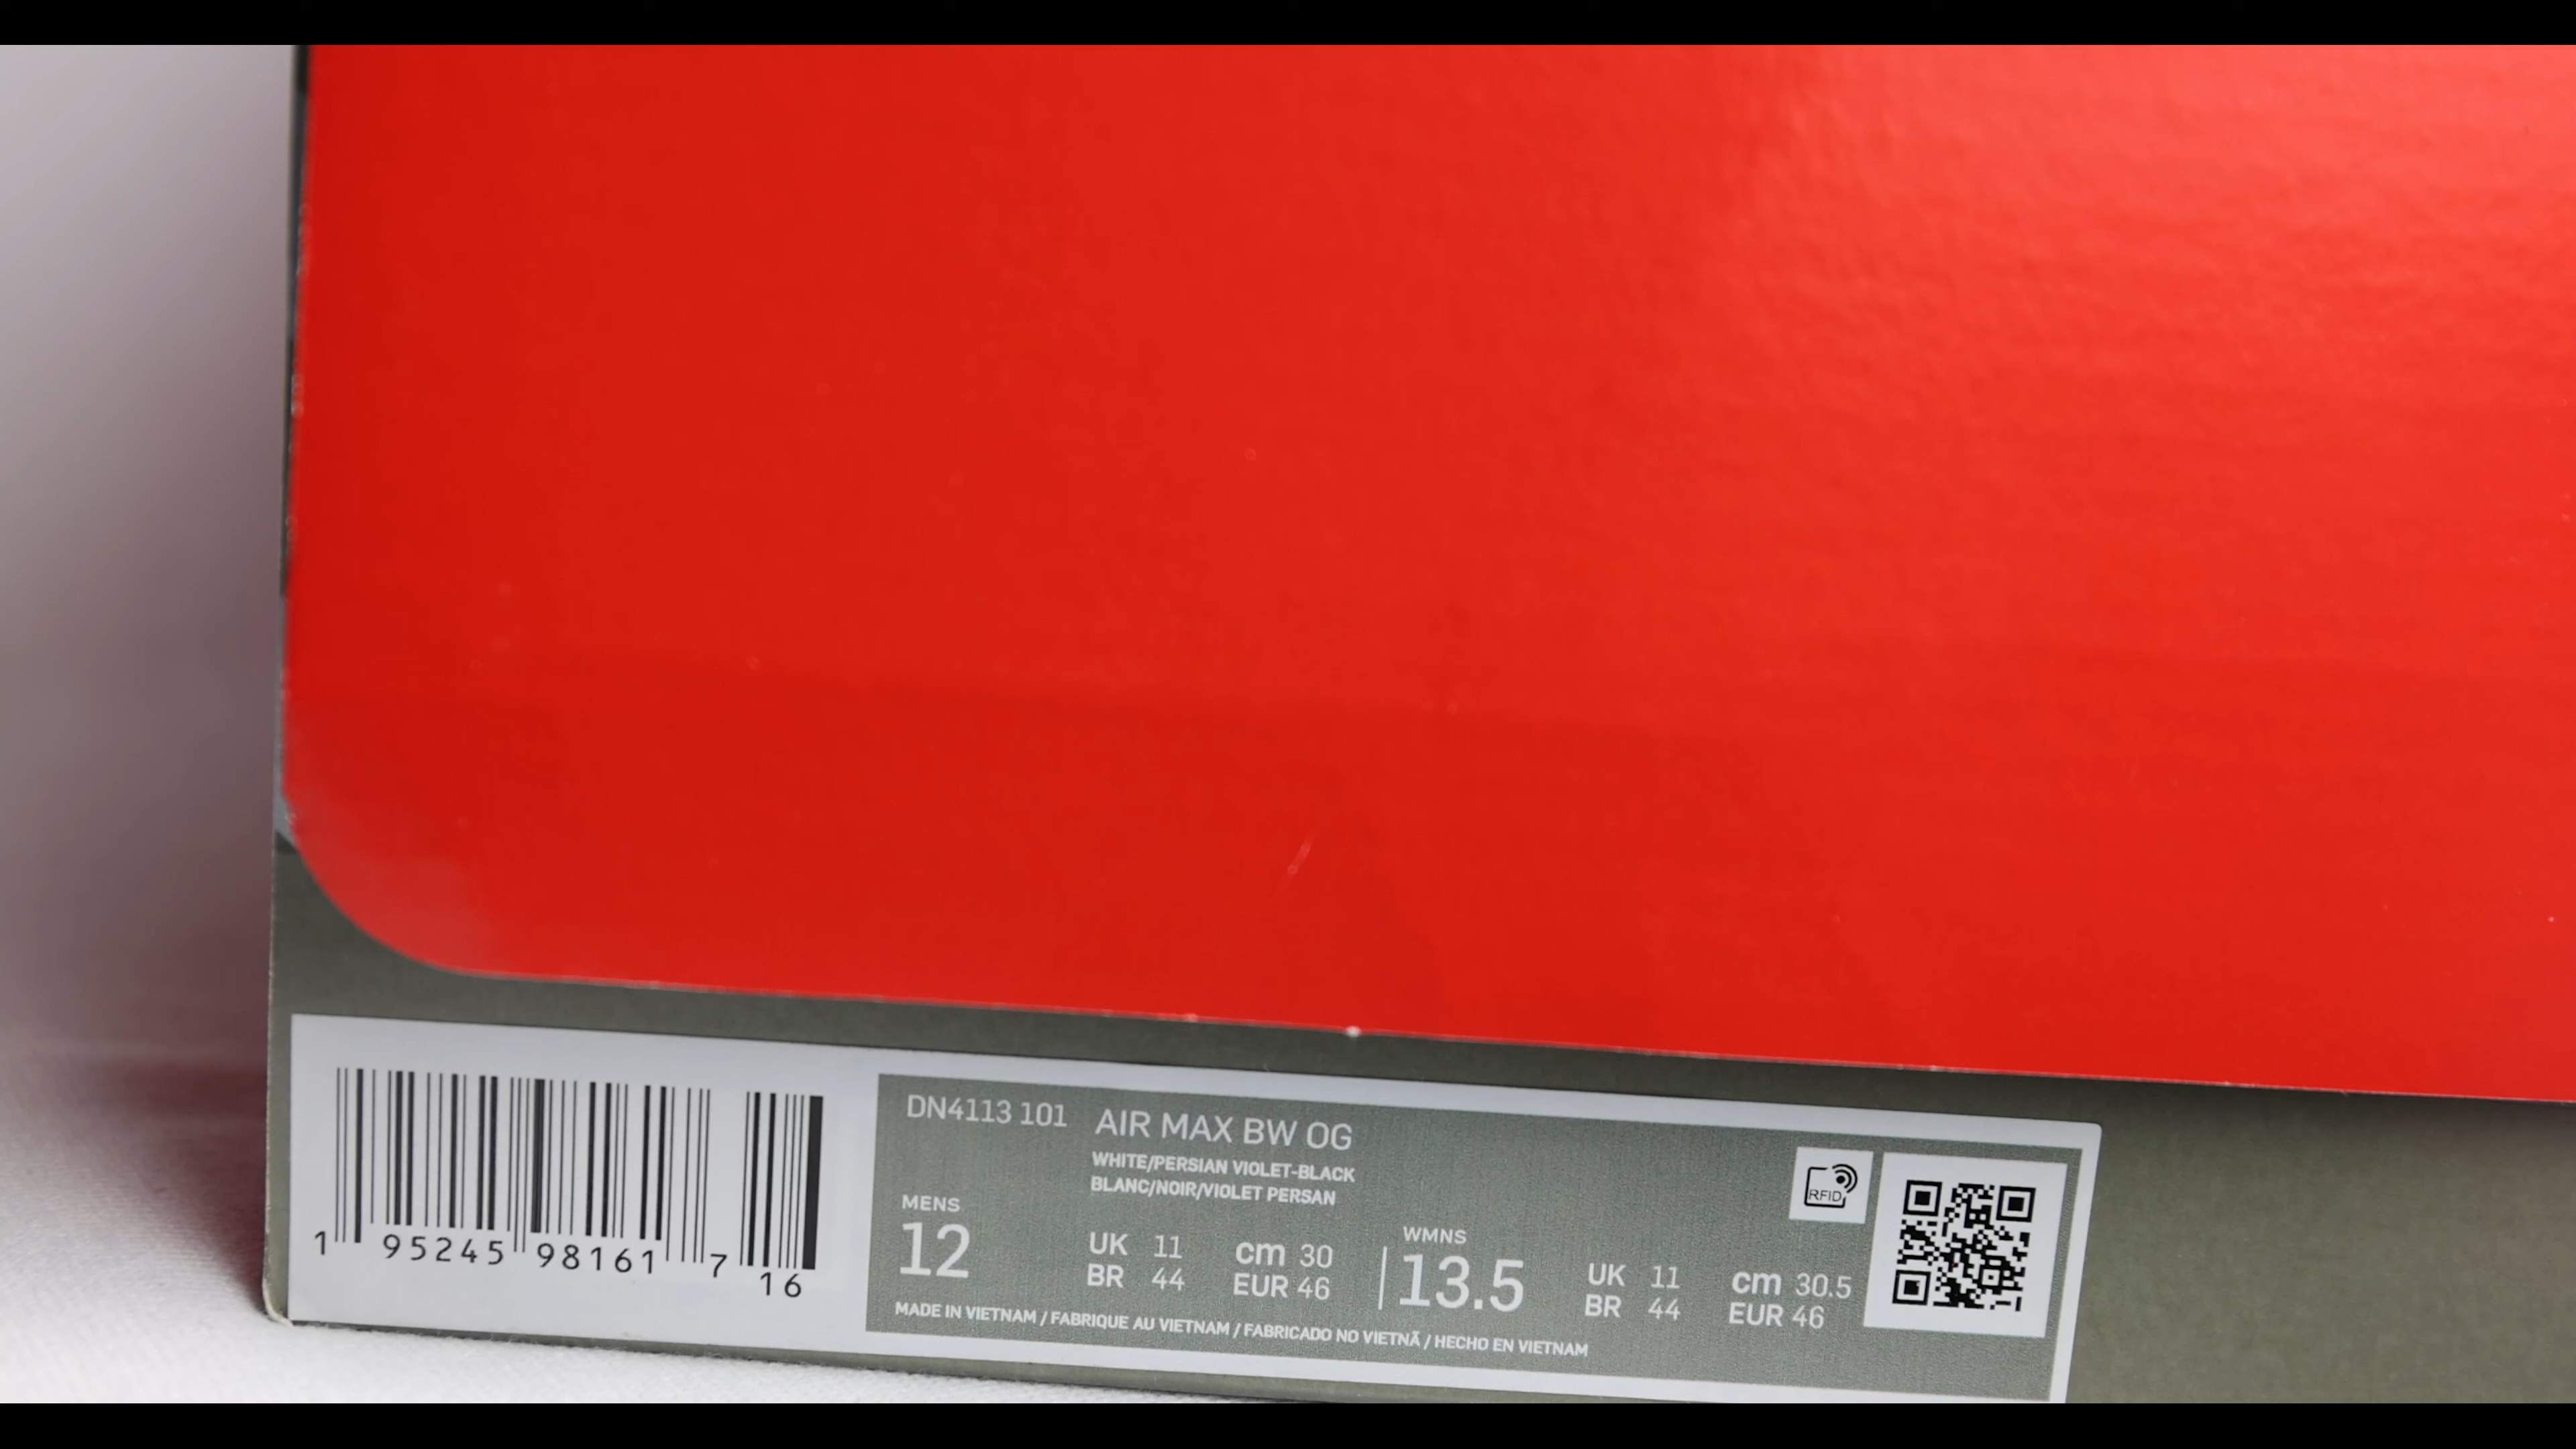 1 95245 98161 7 16
DN4113 101 AIR MAX BW OG
WHITE/PERSIAN VIOLET-BLACK
BLANC/NOIR/VIOLET PERSAN
MENS
12
UK 11 cm 30
BR 44 EUR 46
WMNS
13.5
UK 11 cm 30.5
BR 44 EUR 46
MADE IN VIETNAM / FABRIQUE AU VIETNAM / FABRICADO NO VIETNÃ / HECHO EN VIETNAM
RFID